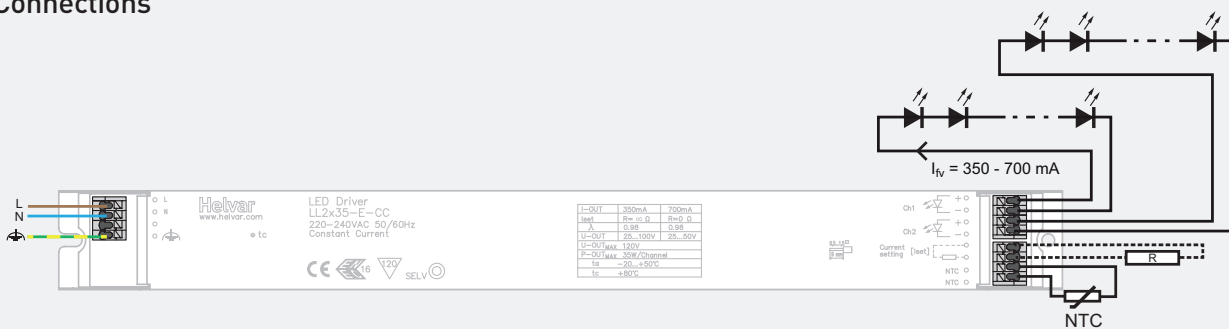 Connections
I_fv = 350 - 700 mA
L
N
L
N
Helvar
www.helvar.com
tc
LED Driver
LL2x35-E-CC
220-240VAC 50/60Hz
Constant Current
16
120
SELV
I-OUT 350mA 700mA
Iset R=∞ Ω R=0 Ω
λ 0.98 0.98
U-OUT 25...100V 25...50V
U-OUTMAX 120V
P-OUTMAX 35W/Channel
ta -20...+50°C
tc +80°C
Ch1 + -
Ch2 + -
Current setting [Iset]
NTC
NTC
R
NTC